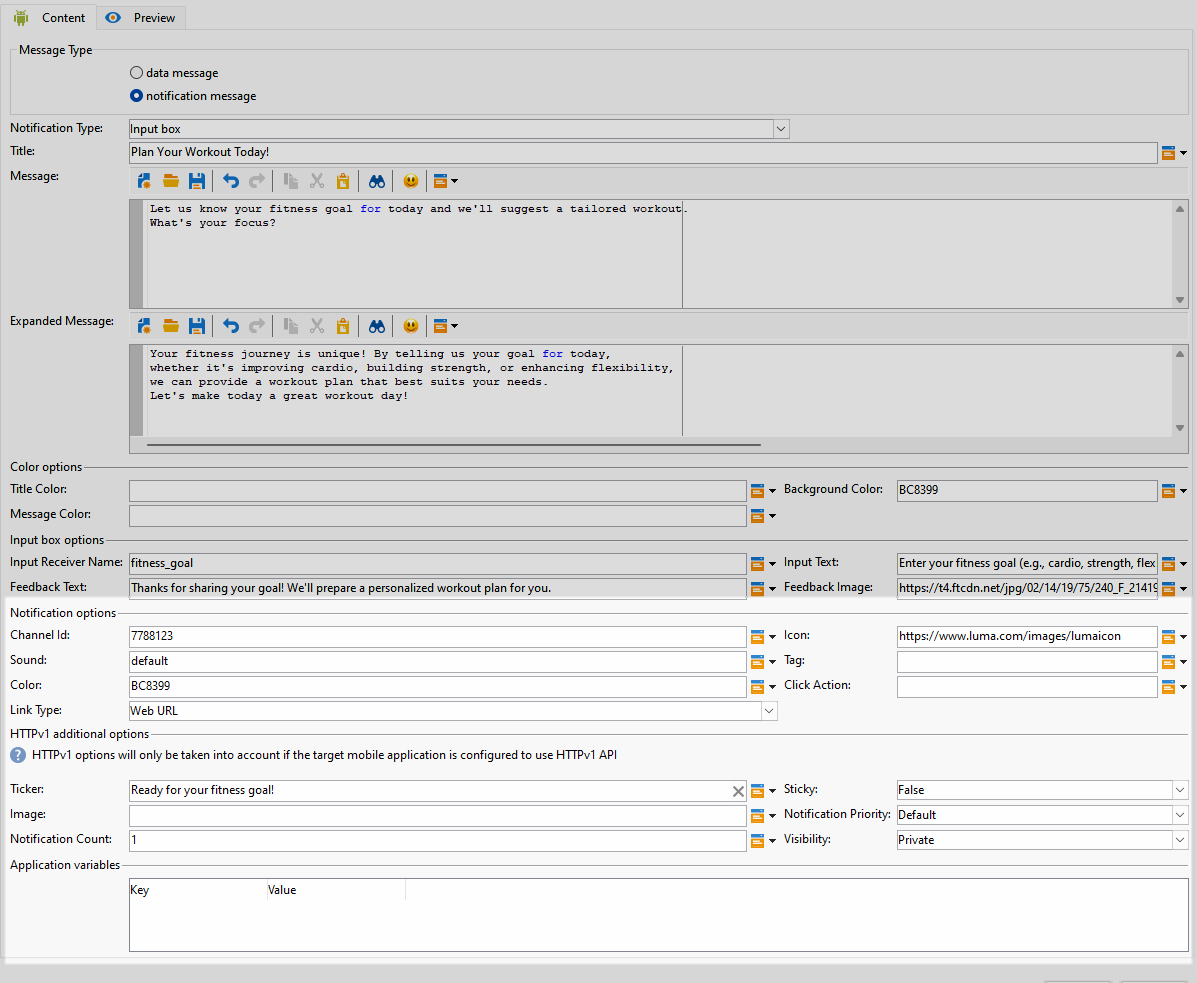 Content Preview
Message Type
data message
notification message
Notification Type: Input box
Title: Plan Your Workout Today!
Message:
Let us know your fitness goal for today and we'll suggest a tailored workout.
What's your focus?
Expanded Message:
Your fitness journey is unique! By telling us your goal for today,
whether it's improving cardio, building strength, or enhancing flexibility,
we can provide a workout plan that best suits your needs.
Let's make today a great workout day!
Color options
Title Color: Background Color: BC8399
Message Color:
Input box options
Input Receiver Name: fitness_goal Input Text: Enter your fitness goal (e.g., cardio, strength, flex
Feedback Text: Thanks for sharing your goal! We'll prepare a personalized workout plan for you. Feedback Image: https://t4.ftcdn.net/jpg/02/14/19/75/240_F_21419
Notification options
Channel Id: 7788123 Icon: https://www.luma.com/images/lumaicon
Sound: default Tag:
Color: BC8399 Click Action:
Link Type: Web URL
HTTPv1 additional options
? HTTPv1 options will only be taken into account if the target mobile application is configured to use HTTPv1 API
Ticker: Ready for your fitness goal! Sticky: False
Image: Notification Priority: Default
Notification Count: 1 Visibility: Private
Application variables
Key Value